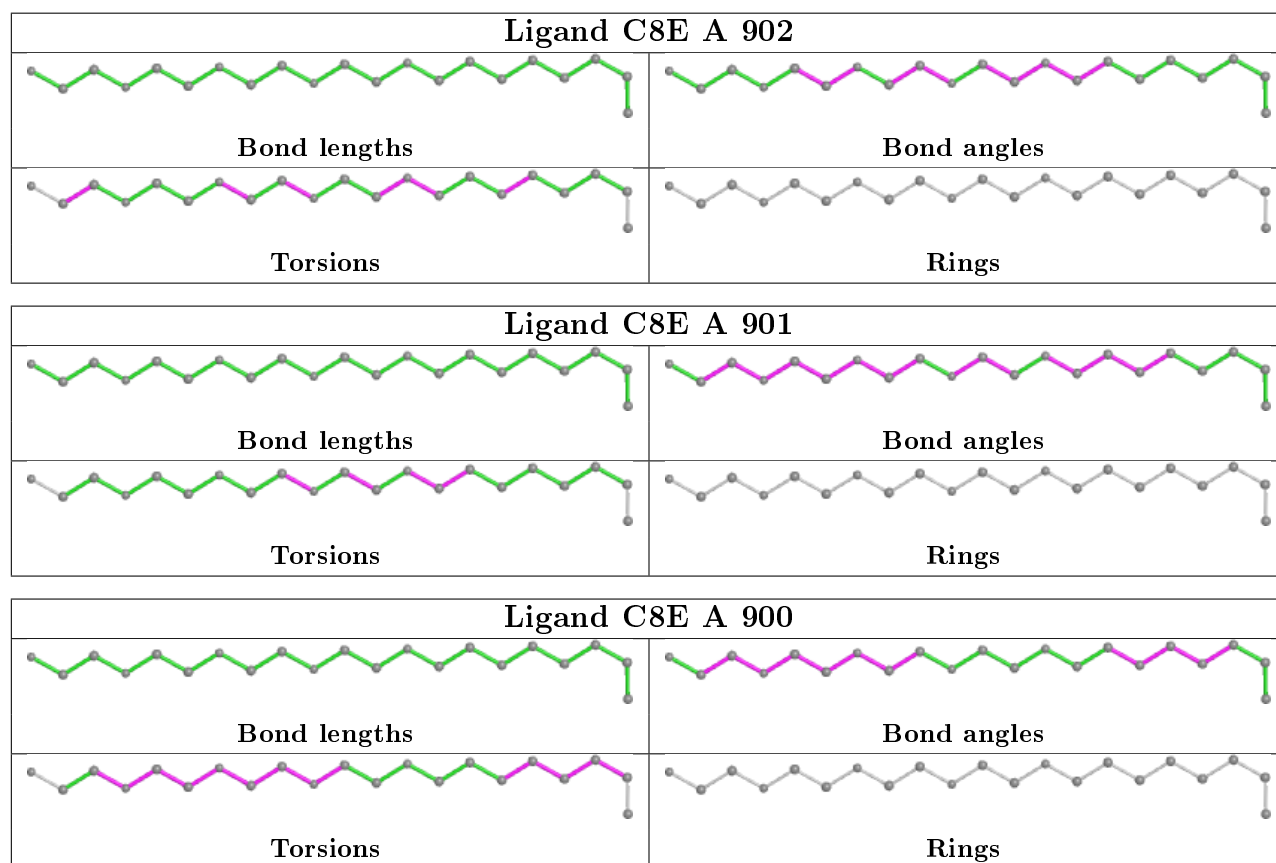 Ligand C8E A 902
Bond lengths
Bond angles
Torsions
Rings
Ligand C8E A 901
Bond lengths
Bond angles
Torsions
Rings
Ligand C8E A 900
Bond lengths
Bond angles
Torsions
Rings